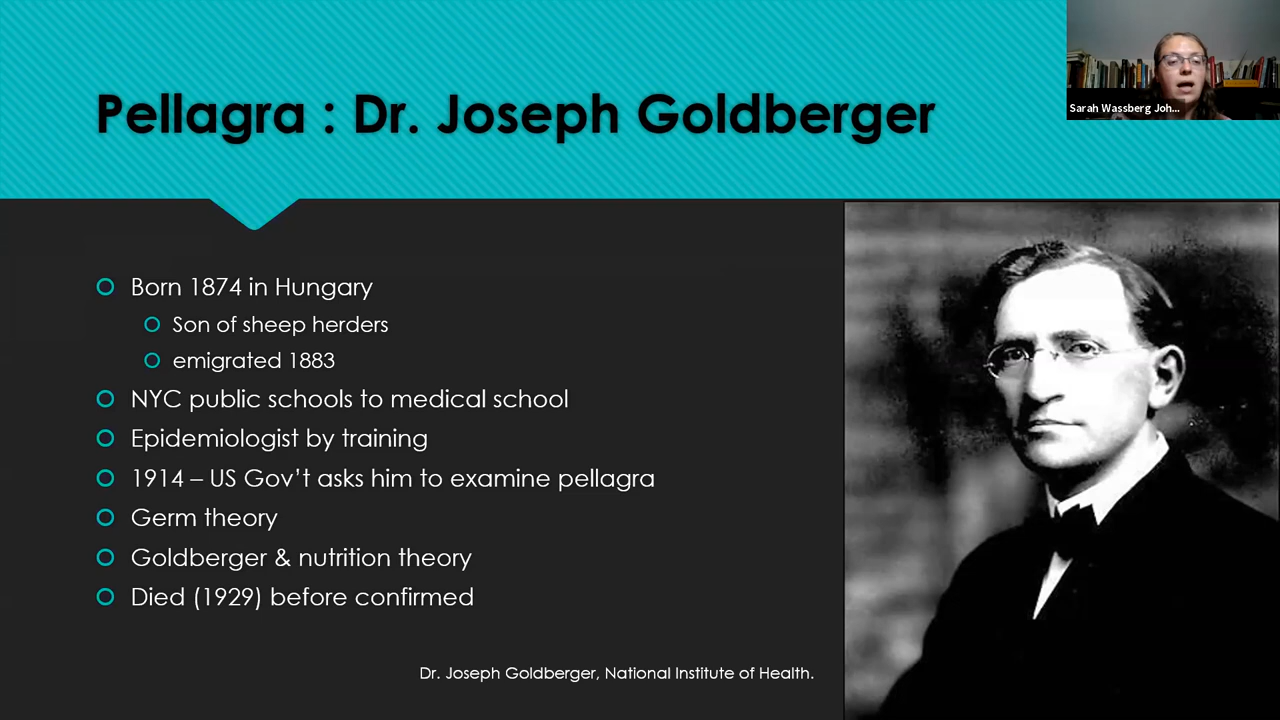 Pellagra : Dr. Joseph Goldberger
Sarah Wassberg Joh...
Born 1874 in Hungary
Son of sheep herders
emigrated 1883
NYC public schools to medical school
Epidemiologist by training
1914 – US Gov’t asks him to examine pellagra
Germ theory
Goldberger & nutrition theory
Died (1929) before confirmed
Dr. Joseph Goldberger, National Institute of Health.